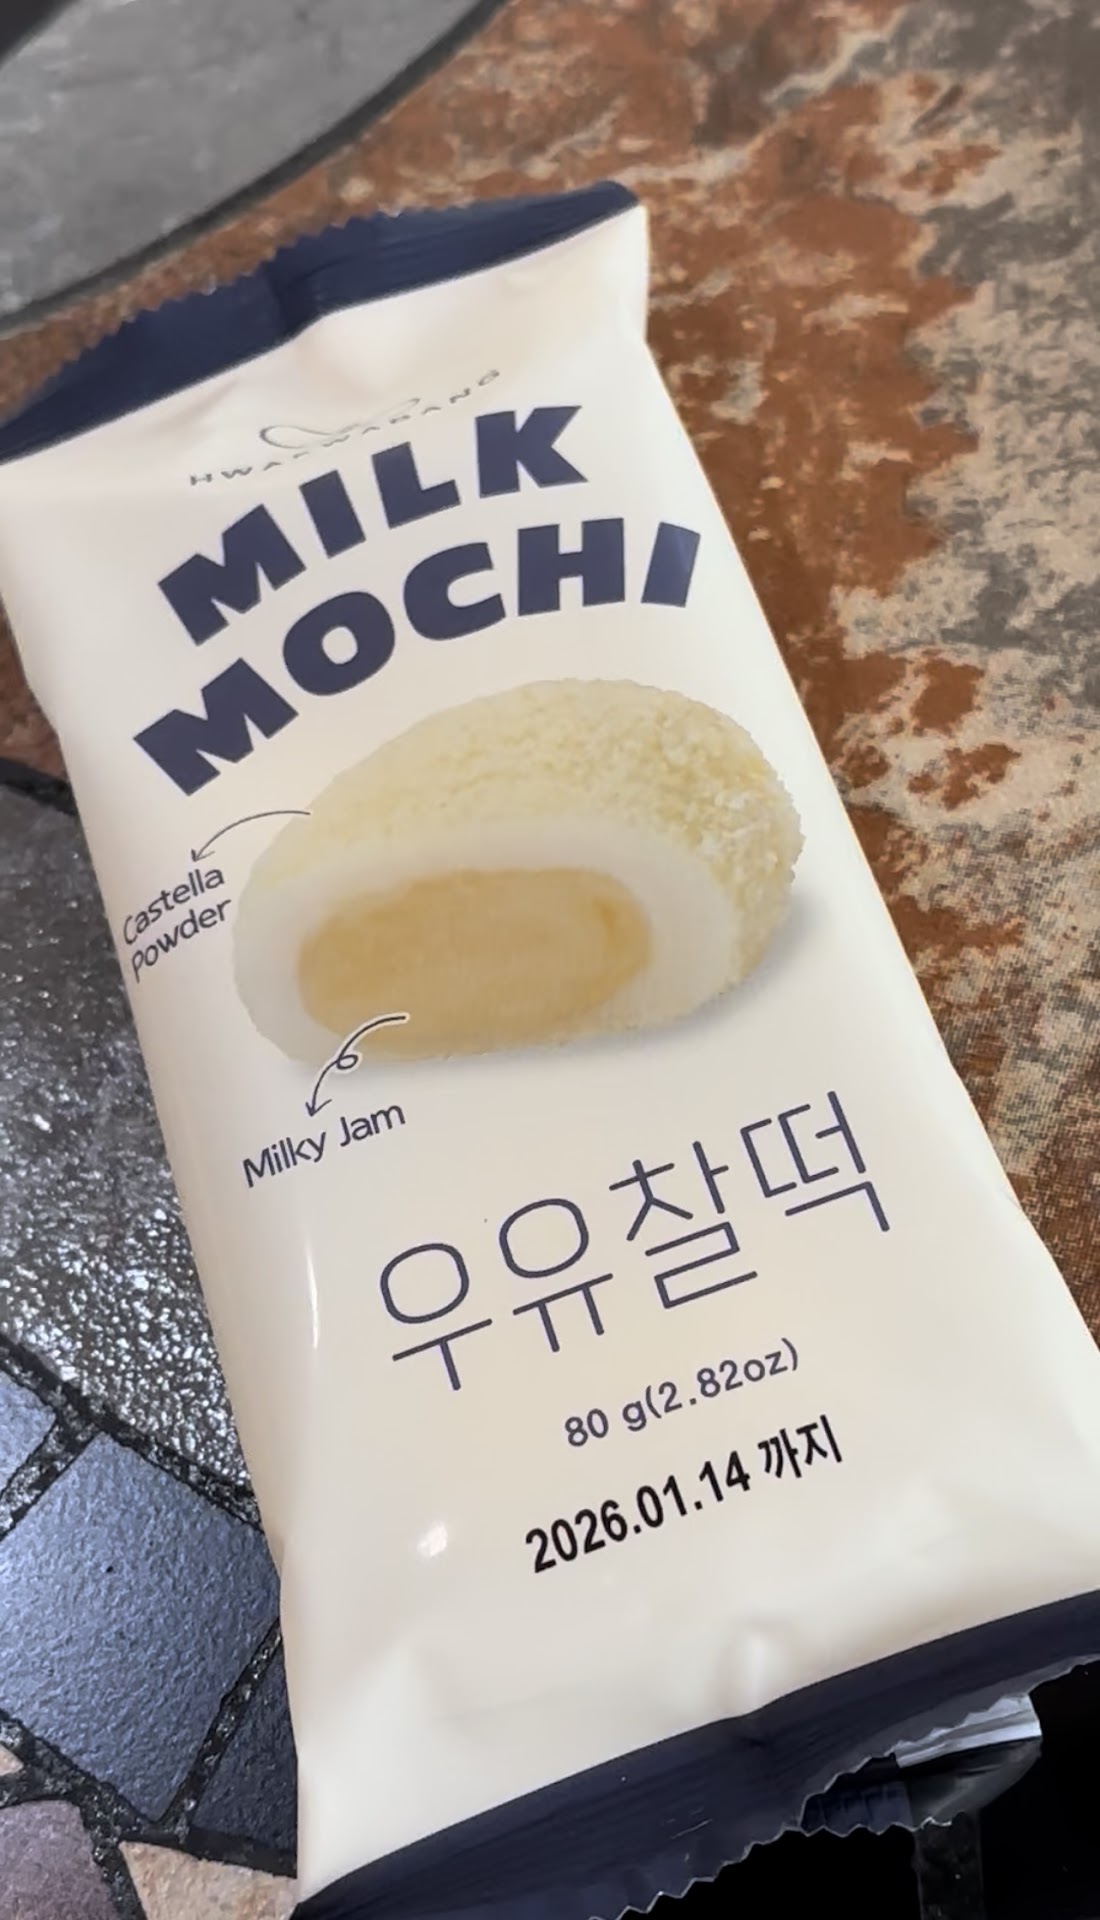 MILK
MOCHI
Castella
Powder
Milky Jam
우유찰떡
80 g(2.82oz)
2026.01.14 까지